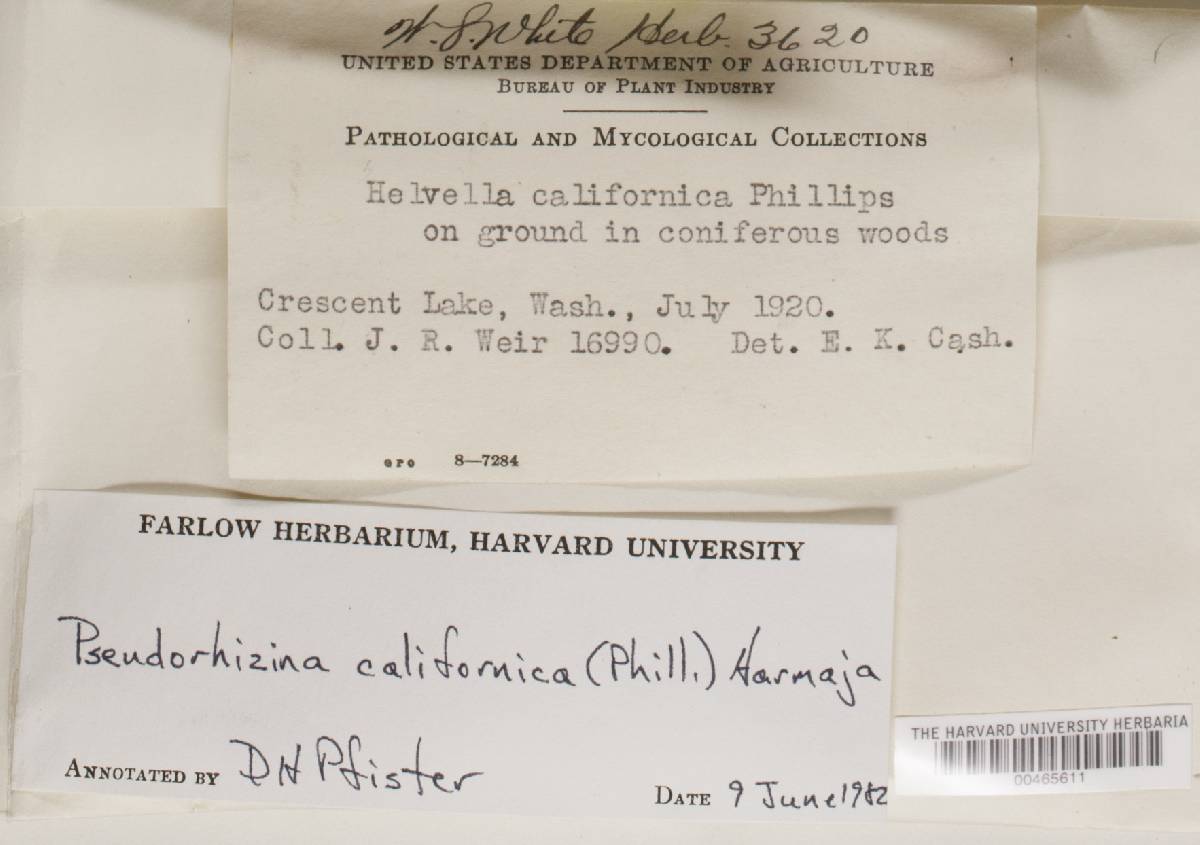 W. L. White Herb. 3620
UNITED STATES DEPARTMENT OF AGRICULTURE
BUREAU OF PLANT INDUSTRY
PATHOLOGICAL AND MYCOLOGICAL COLLECTIONS
Helvella californica Phillips
on ground in coniferous woods
Crescent Lake, Wash., July 1920.
Coll. J. R. Weir 16990. Det. E. K. Cash.
GPO 8—7284
FARLOW HERBARIUM, HARVARD UNIVERSITY
Pseudorhizina californica (Phill.) Harmaja
ANNOTATED BY DH Pfister
DATE 9 June 1982
THE HARVARD UNIVERSITY HERBARIA
00465611